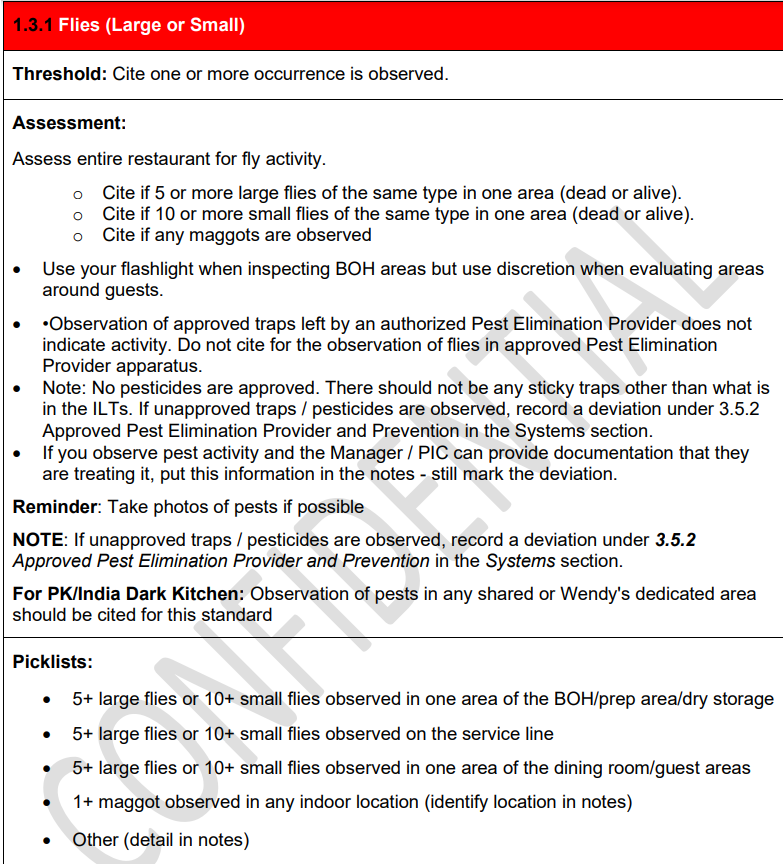 1.3.1 Flies (Large or Small)
Threshold: Cite one or more occurrence is observed.
Assessment:
Assess entire restaurant for fly activity.
o Cite if 5 or more large flies of the same type in one area (dead or alive).
o Cite if 10 or more small flies of the same type in one area (dead or alive).
o Cite if any maggots are observed
• Use your flashlight when inspecting BOH areas but use discretion when evaluating areas
around guests.
• •Observation of approved traps left by an authorized Pest Elimination Provider does not
indicate activity. Do not cite for the observation of flies in approved Pest Elimination
Provider apparatus.
• Note: No pesticides are approved. There should not be any sticky traps other than what is
in the ILTs. If unapproved traps / pesticides are observed, record a deviation under 3.5.2
Approved Pest Elimination Provider and Prevention in the Systems section.
• If you observe pest activity and the Manager / PIC can provide documentation that they
are treating it, put this information in the notes - still mark the deviation.
Reminder: Take photos of pests if possible
NOTE: If unapproved traps / pesticides are observed, record a deviation under 3.5.2
Approved Pest Elimination Provider and Prevention in the Systems section.
For PK/India Dark Kitchen: Observation of pests in any shared or Wendy's dedicated area
should be cited for this standard
Picklists:
• 5+ large flies or 10+ small flies observed in one area of the BOH/prep area/dry storage
• 5+ large flies or 10+ small flies observed on the service line
• 5+ large flies or 10+ small flies observed in one area of the dining room/guest areas
• 1+ maggot observed in any indoor location (identify location in notes)
• Other (detail in notes)
CONFIDENTIAL